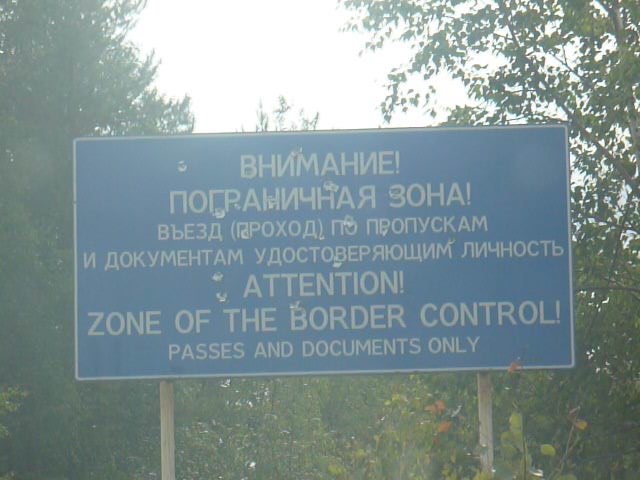 ВНИМАНИЕ!
ПОГРАНИЧНАЯ ЗОНА!
ВЪЕЗД (ПРОХОД) ПО ПРОПУСКАМ
И ДОКУМЕНТАМ УДОСТОВЕРЯЮЩИМ ЛИЧНОСТЬ
ATTENTION!
ZONE OF THE BORDER CONTROL!
PASSES AND DOCUMENTS ONLY